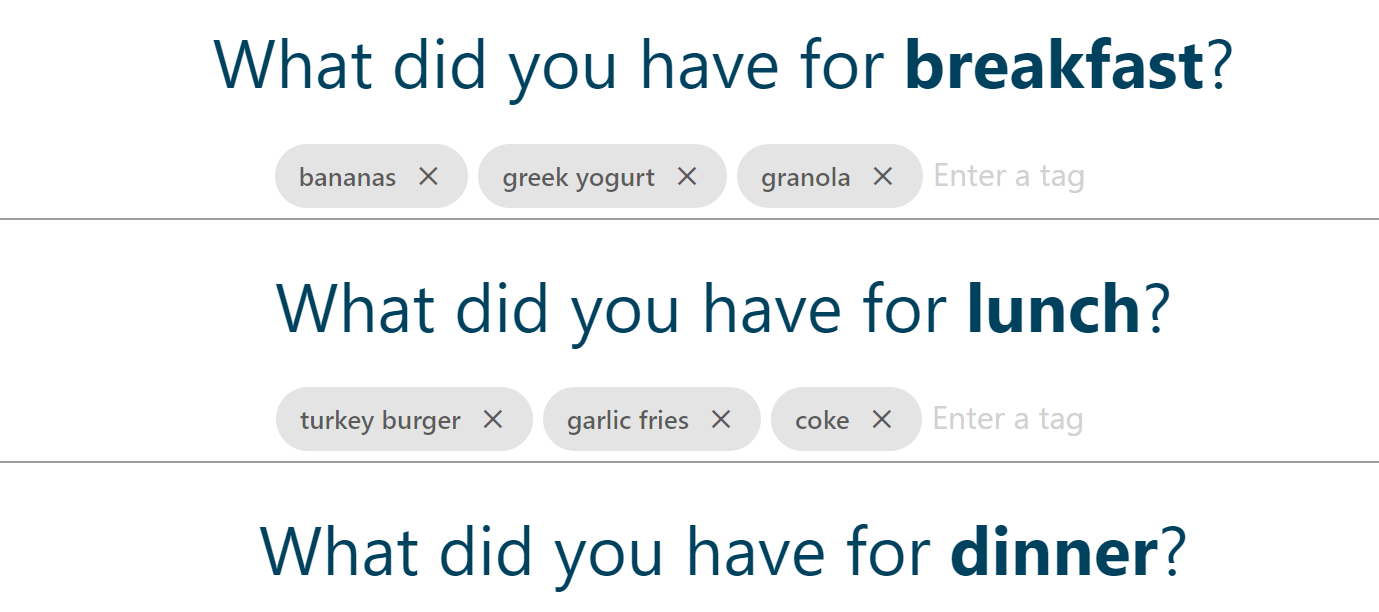 What did you have for breakfast?
bananas × greek yogurt × granola × Enter a tag
What did you have for lunch?
turkey burger × garlic fries × coke × Enter a tag
What did you have for dinner?